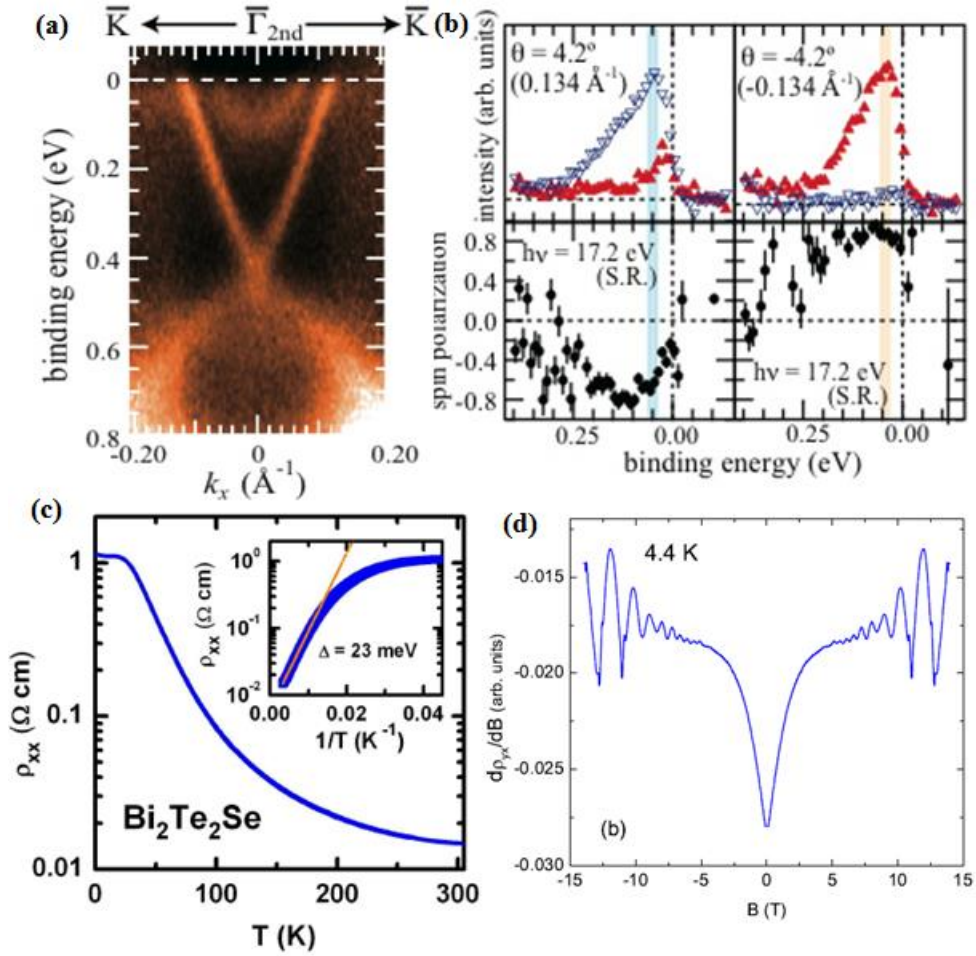 (a)
K̅ ← Γ̅2nd → K̅
binding energy (eV)
0
0.2
0.4
0.6
0.8
-0.20 0 0.20
kx (Å-1)
(b)
intensity (arb. units)
θ = 4.2º
(0.134 Å-1)
θ = -4.2º
(-0.134 Å-1)
spin polarization
0.8
0.4
0.0
-0.4
-0.8
hν = 17.2 eV
(S.R.)
hν = 17.2 eV
(S.R.)
0.25 0.00 0.25 0.00
binding energy (eV)
(c)
ρxx (Ω cm)
1
0.1
0.01
0 100 200 300
T (K)
Bi2Te2Se
ρxx (Ω cm)
10^0
10^-1
10^-2
Δ = 23 meV
0.00 0.02 0.04
1/T (K-1)
(d)
dρyx/dB (arb. units)
-0.015
-0.020
-0.025
-0.030
4.4 K
(b)
-15 -10 -5 0 5 10 15
B (T)